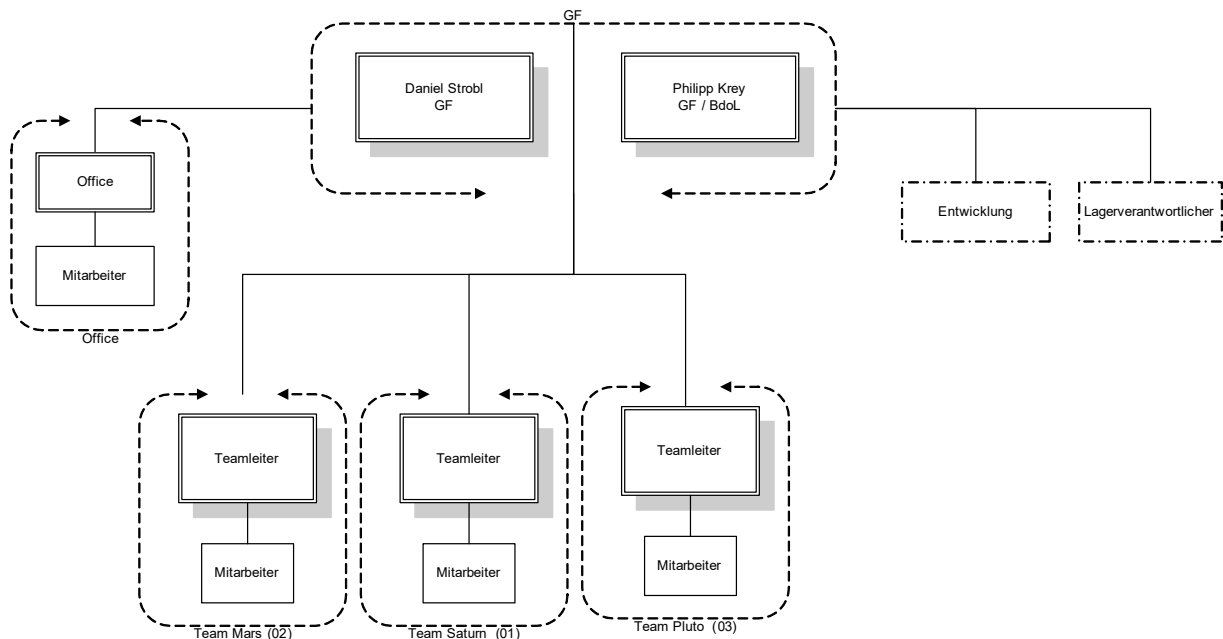 GF
Daniel Strobl
GF
Philipp Krey
GF / BdoL
Office
Mitarbeiter
Office
Entwicklung
Lagerverantwortlicher
Teamleiter
Mitarbeiter
Team Mars (02)
Teamleiter
Mitarbeiter
Team Saturn (01)
Teamleiter
Mitarbeiter
Team Pluto (03)